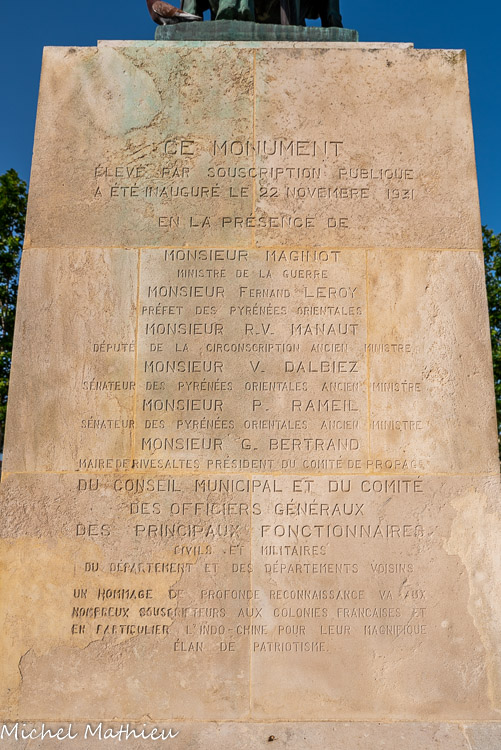 CE MONUMENT
ÉLEVÉ PAR SOUSCRIPTION PUBLIQUE
A ÉTÉ INAUGURÉ LE 22 NOVEMBRE 1931
EN LA PRÉSENCE DE
MONSIEUR MAGINOT
MINISTRE DE LA GUERRE
MONSIEUR FERNAND LEROY
PRÉFET DES PYRÉNÉES ORIENTALES
MONSIEUR R.V. MANAUT
DÉPUTÉ DE LA CIRCONSCRIPTION ANCIEN MINISTRE
MONSIEUR V. DALBIEZ
SÉNATEUR DES PYRÉNÉES ORIENTALES ANCIEN MINISTRE
MONSIEUR P. RAMEIL
SÉNATEUR DES PYRÉNÉES ORIENTALES ANCIEN MINISTRE
MONSIEUR G. BERTRAND
MAIRE DE RIVESALTES PRÉSIDENT DU COMITÉ DE PROPAGE
DU CONSEIL MUNICIPAL ET DU COMITÉ
DES OFFICIERS GÉNÉRAUX
DES PRINCIPAUX FONCTIONNAIRES
CIVILS ET MILITAIRES
DU DÉPARTEMENT ET DES DÉPARTEMENTS VOISINS
UN HOMMAGE DE PROFONDE RECONNAISSANCE VA AUX
NOMBREUX SOUSCRIPTEURS AUX COLONIES FRANÇAISES ET
EN PARTICULIER L'INDO-CHINE POUR LEUR MAGNIFIQUE
ÉLAN DE PATRIOTISME.
Michel Mathieu